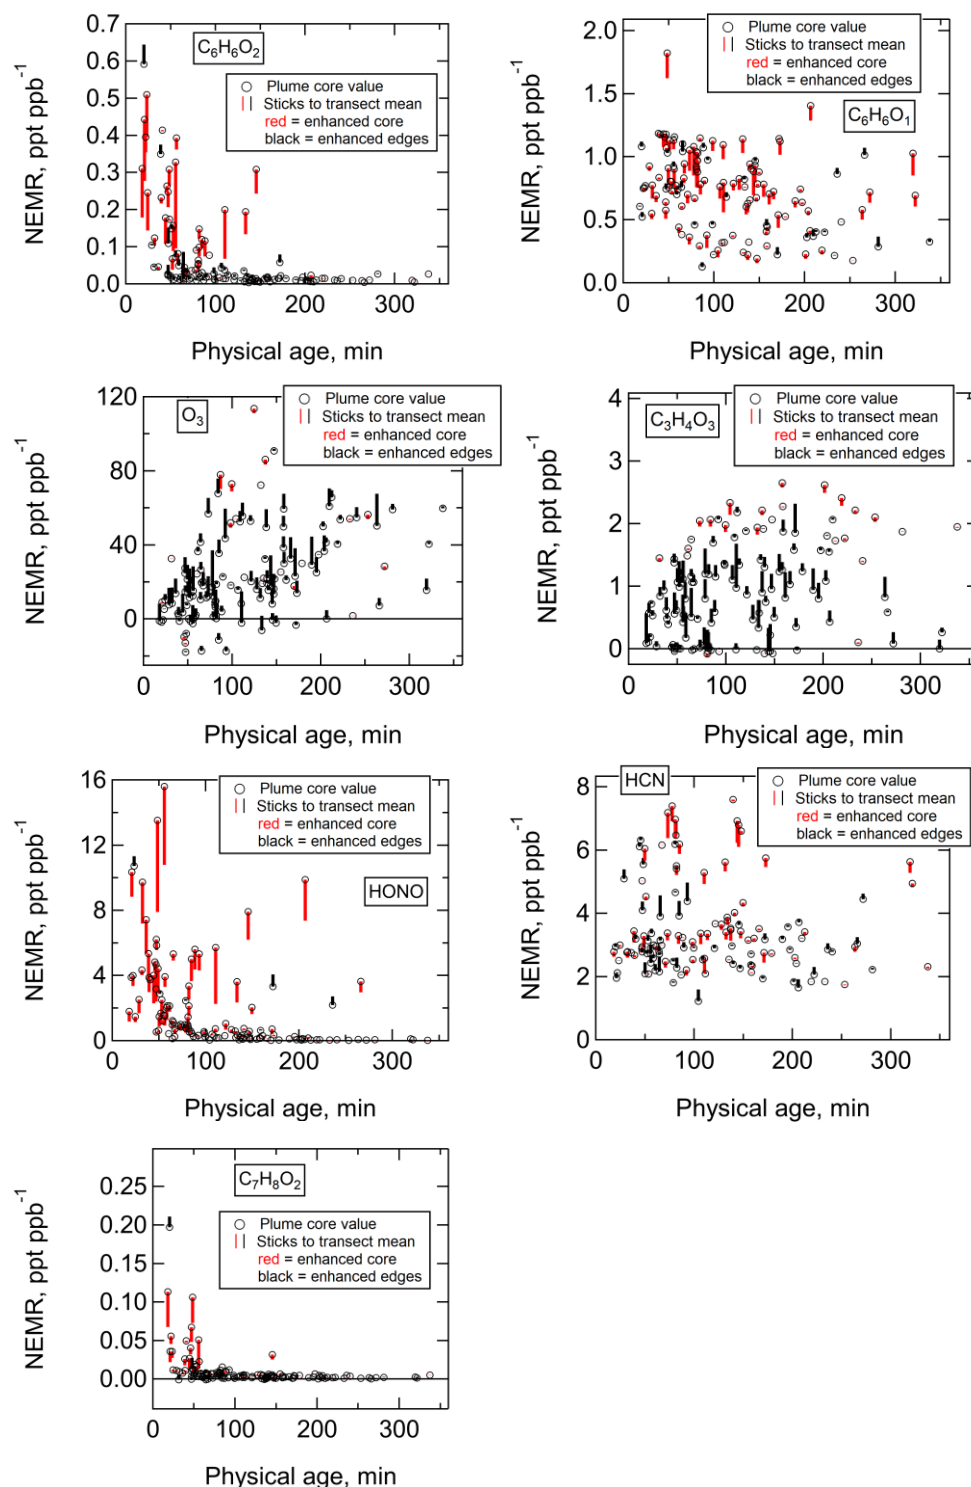 0.7
0.6
0.5
0.4
0.3
0.2
0.1
0.0
NEMR, ppt ppb⁻¹
C₆H₆O₂
Plume core value
Sticks to transect mean
red = enhanced core
black = enhanced edges
0 100 200 300
Physical age, min
2.0
1.5
1.0
0.5
0.0
NEMR, ppt ppb⁻¹
Plume core value
Sticks to transect mean
red = enhanced core
black = enhanced edges
C₆H₆O₁
0 100 200 300
Physical age, min
120
80
40
0
NEMR, ppt ppb⁻¹
O₃
Plume core value
Sticks to transect mean
red = enhanced core
black = enhanced edges
0 100 200 300
Physical age, min
4
3
2
1
0
NEMR, ppt ppb⁻¹
C₃H₄O₃
Plume core value
Sticks to transect mean
red = enhanced core
black = enhanced edges
0 100 200 300
Physical age, min
16
12
8
4
0
NEMR, ppt ppb⁻¹
Plume core value
Sticks to transect mean
red = enhanced core
black = enhanced edges
HONO
0 100 200 300
Physical age, min
8
6
4
2
0
NEMR, ppt ppb⁻¹
HCN
Plume core value
Sticks to transect mean
red = enhanced core
black = enhanced edges
0 100 200 300
Physical age, min
0.25
0.20
0.15
0.10
0.05
0.00
NEMR, ppt ppb⁻¹
C₇H₈O₂
Plume core value
Sticks to transect mean
red = enhanced core
black = enhanced edges
0 100 200 300
Physical age, min